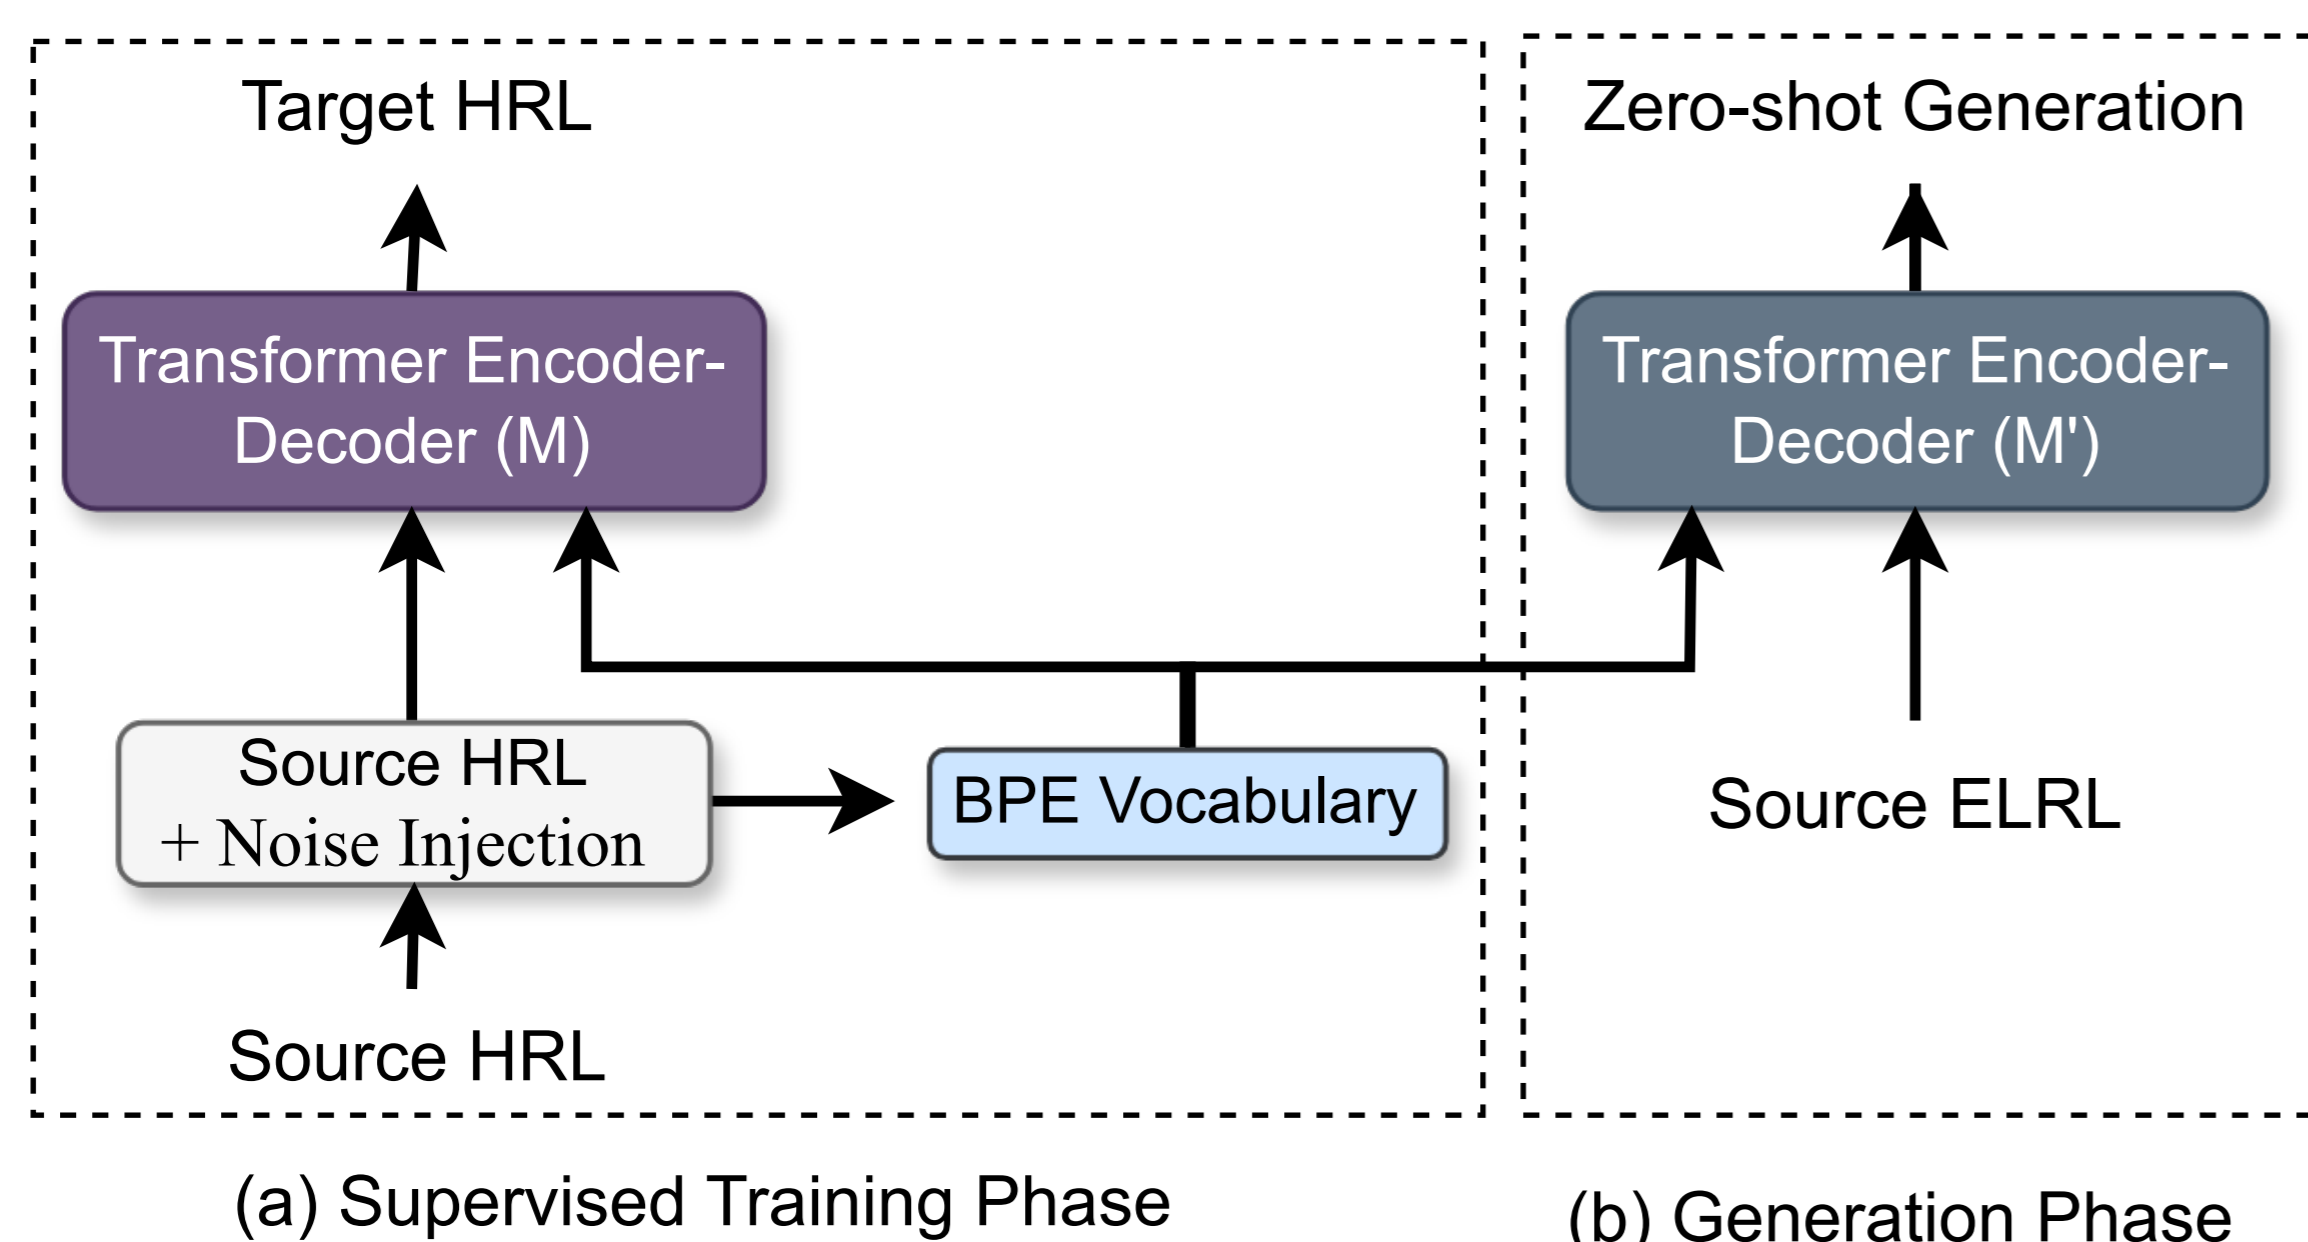 Target HRL
Transformer Encoder-
Decoder (M)
Source HRL
+ Noise Injection
BPE Vocabulary
Source HRL
(a) Supervised Training Phase
Zero-shot Generation
Transformer Encoder-
Decoder (M')
Source ELRL
(b) Generation Phase